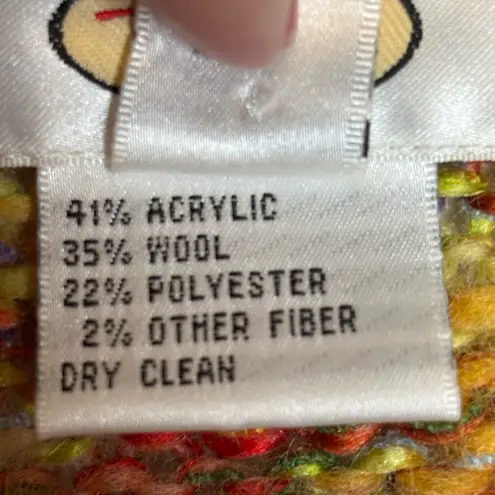 41% ACRYLIC
35% WOOL
22% POLYESTER
2% OTHER FIBER
DRY CLEAN